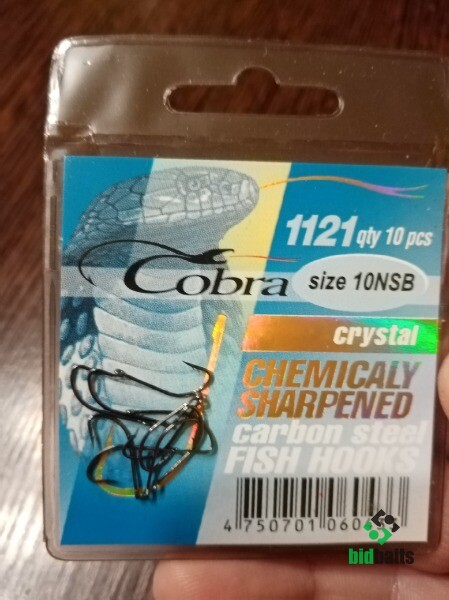 1121 qty 10 pcs
Cobra
size 10NSB
crystal
CHEMICALY
SHARPENED
carbon steel
FISH HOOKS
4 750701 060
bidbaits